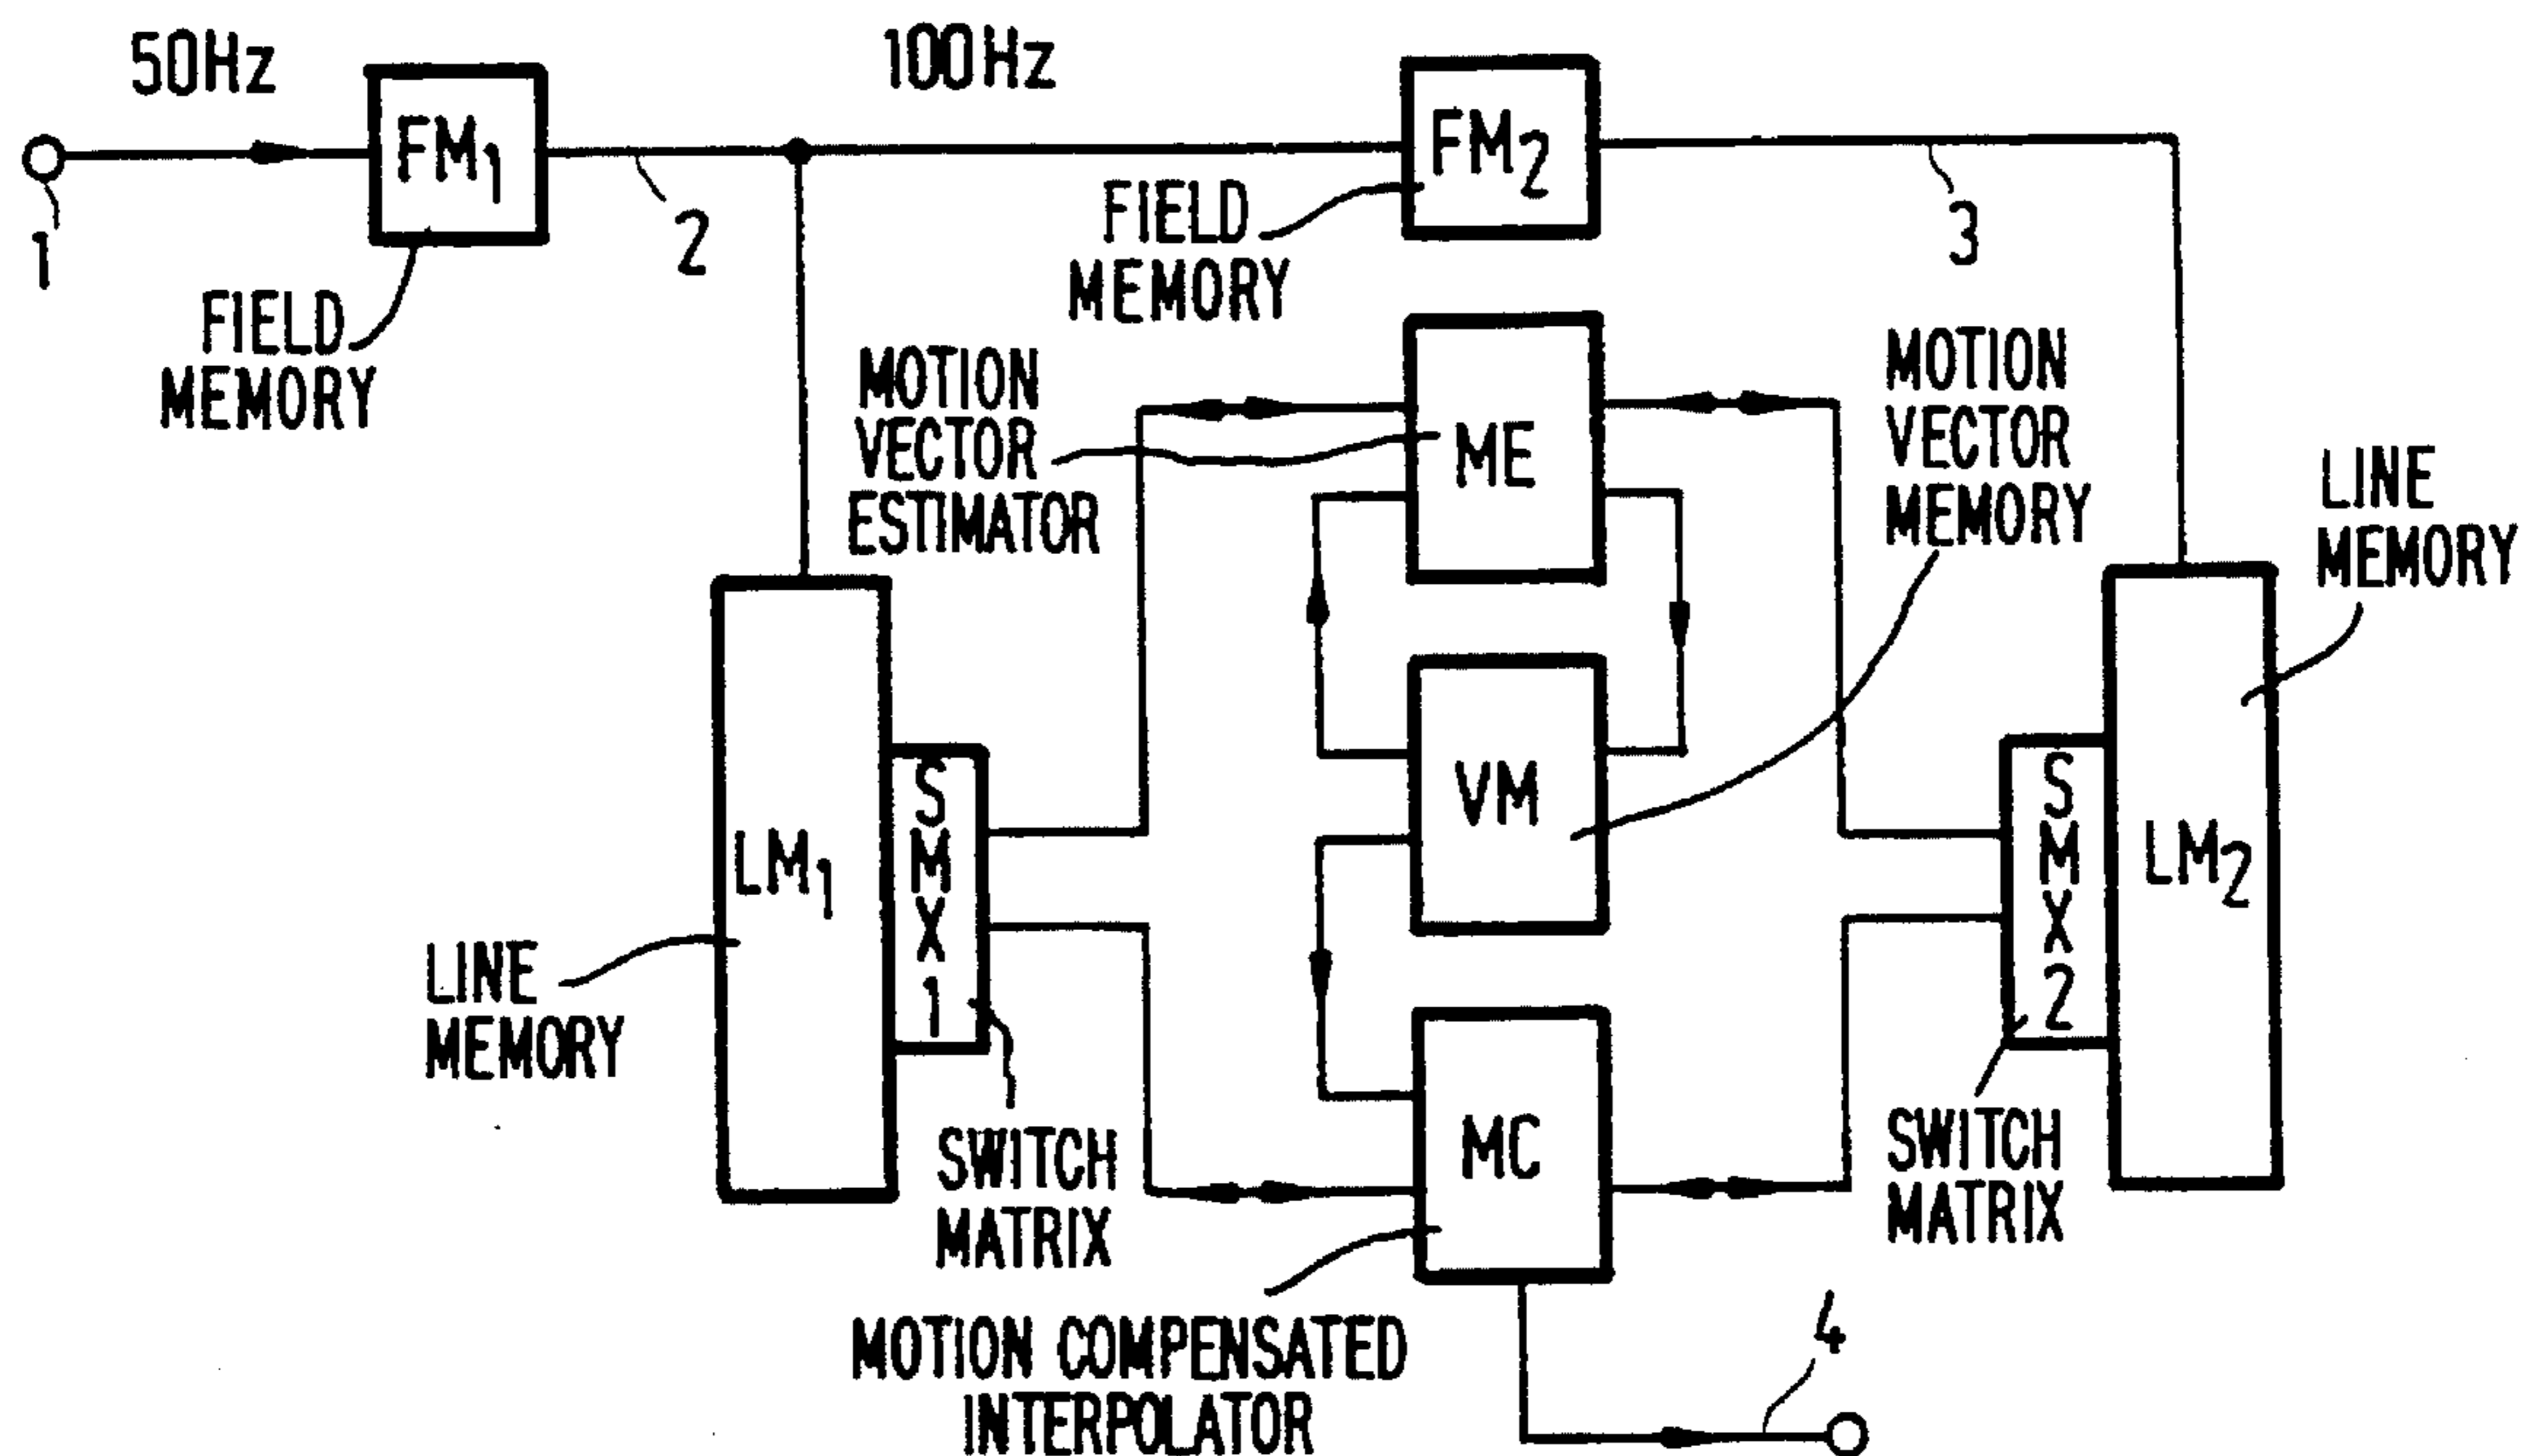 50Hz
100Hz
FM1
FM2
1
2
3
FIELD
MEMORY
FIELD
MEMORY
MOTION
VECTOR
ESTIMATOR
ME
MOTION
VECTOR
MEMORY
LINE
MEMORY
VM
LM1
SMX1
SMX2
LM2
LINE
MEMORY
MC
SWITCH
MATRIX
SWITCH
MATRIX
MOTION COMPENSATED
INTERPOLATOR
4